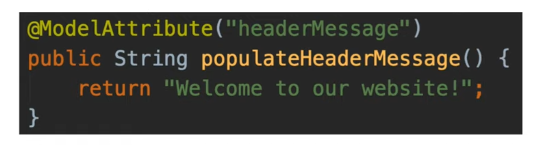 @ModelAttribute("headerMessage")
public String populateHeaderMessage() {
    return "Welcome to our website!";
}